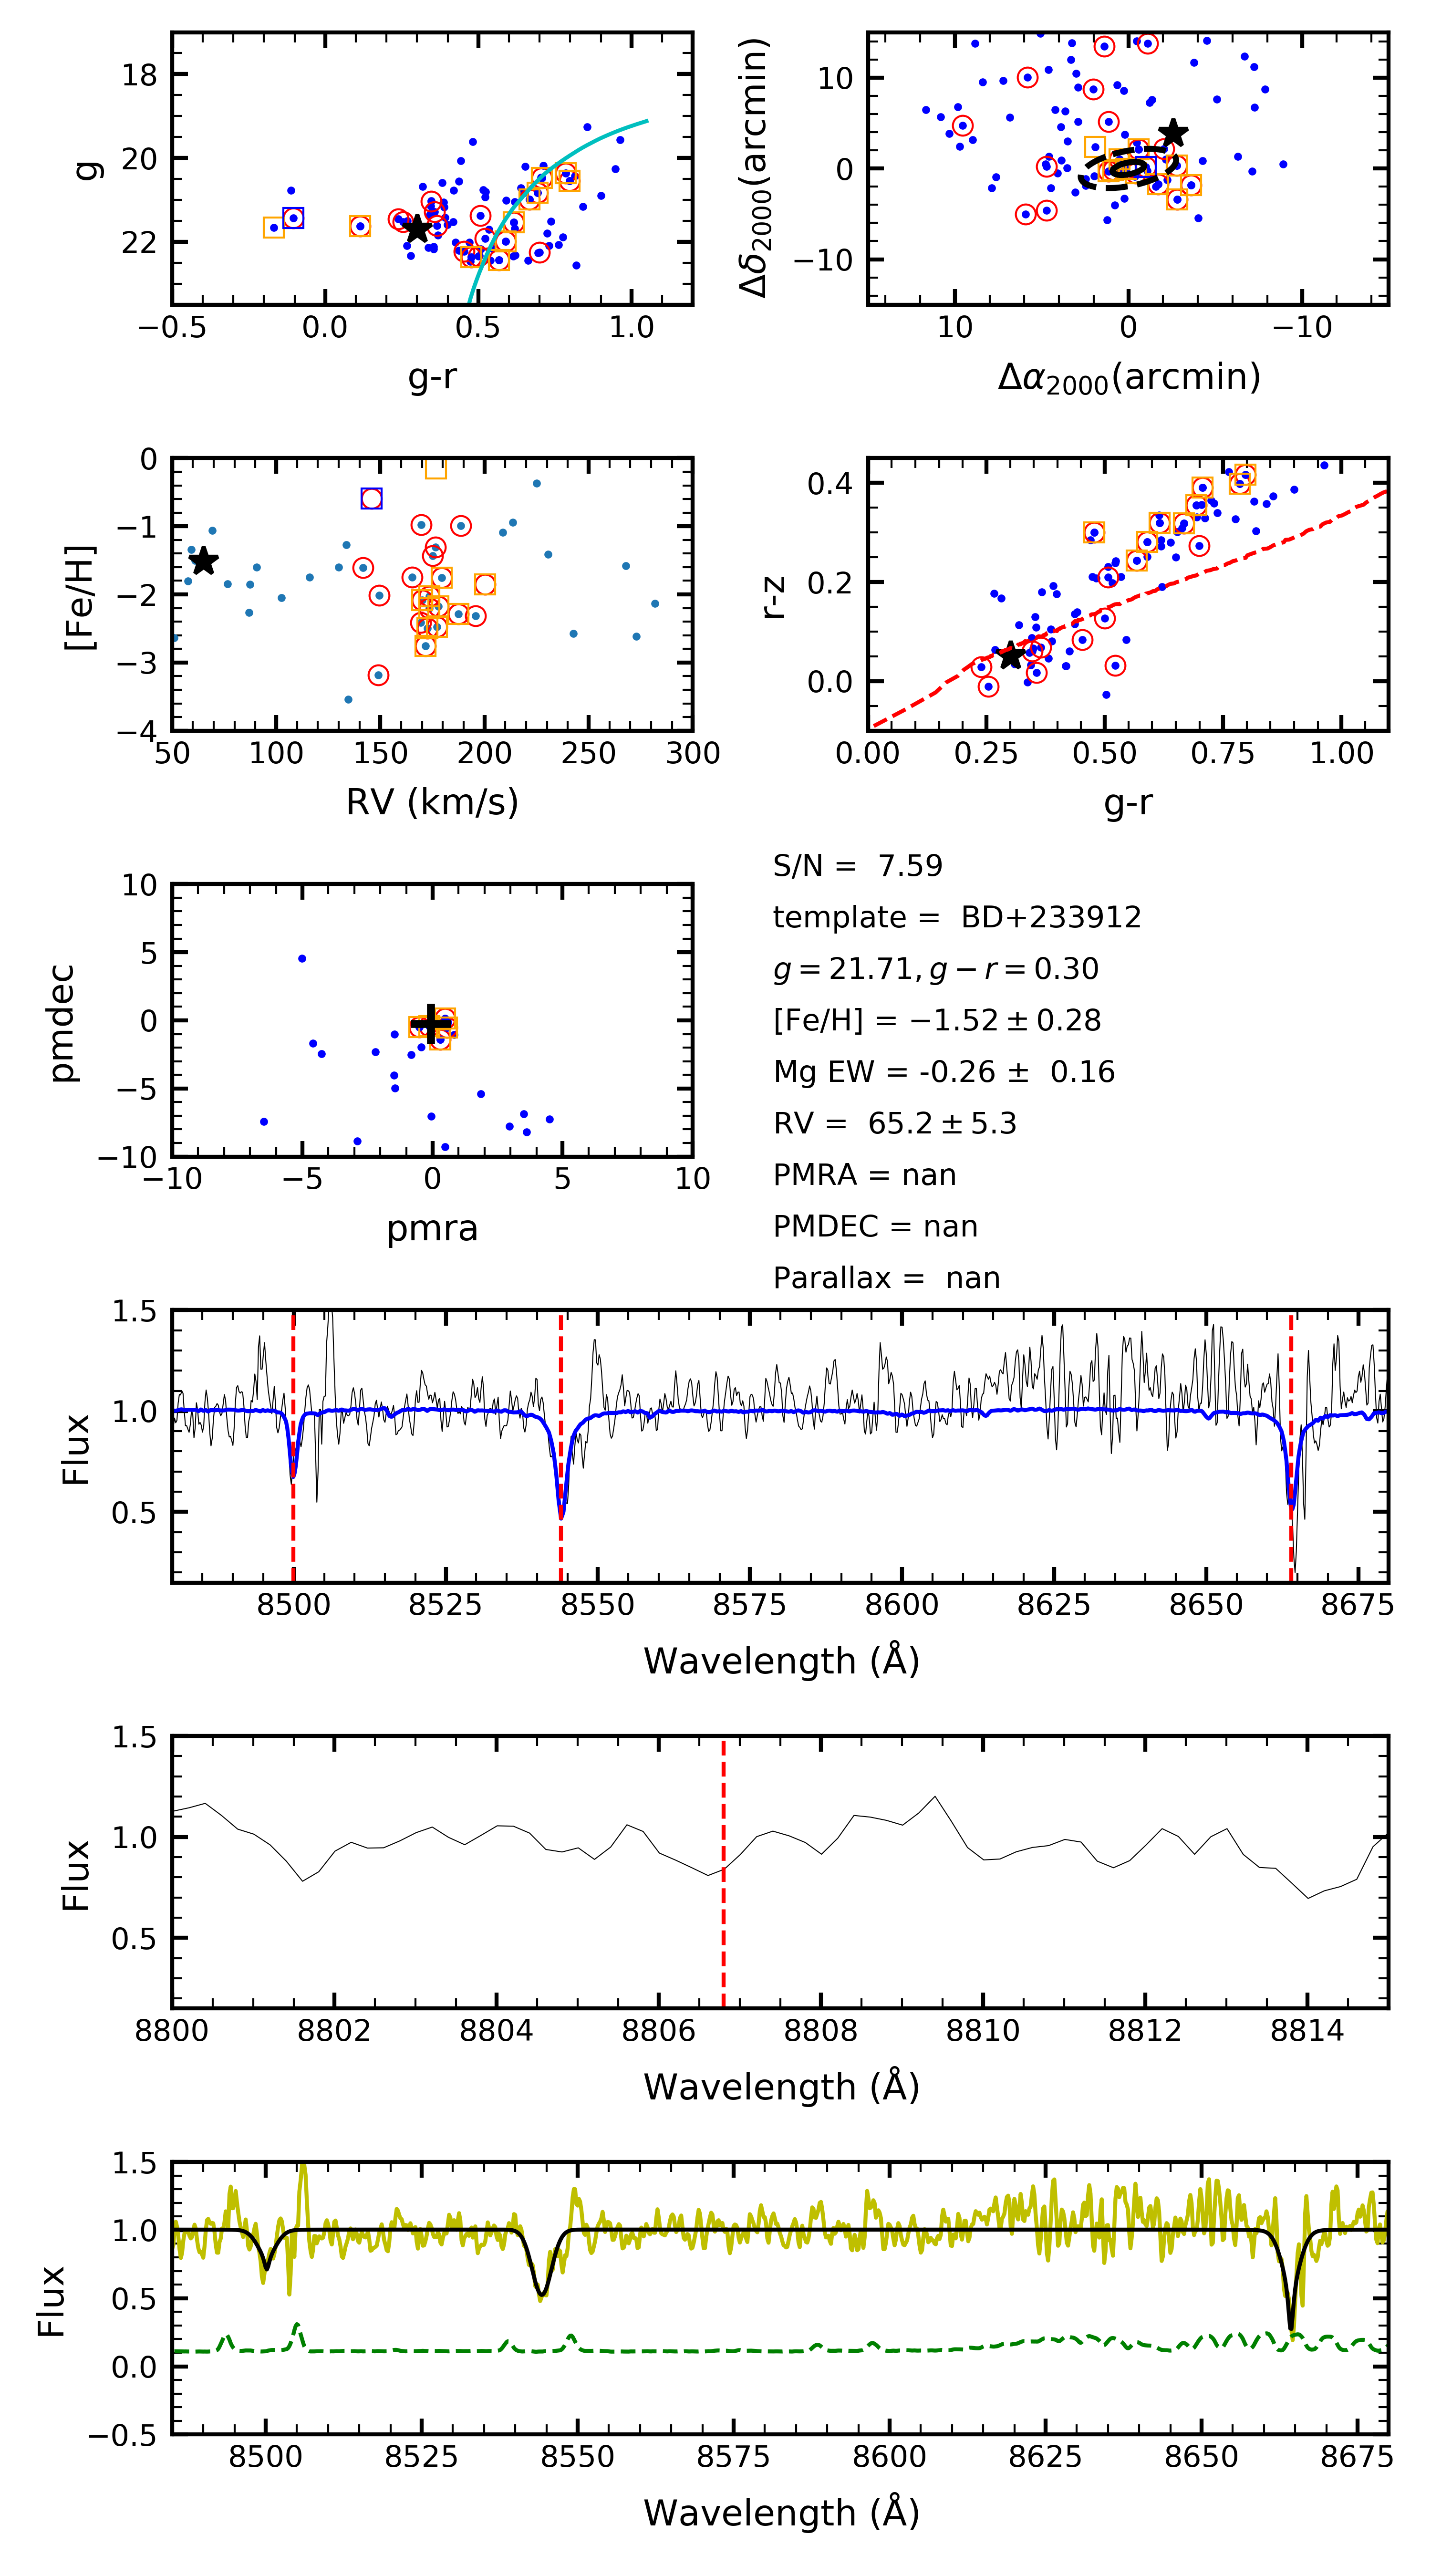 18
20
22
g
−0.5 0.0 0.5 1.0
g-r
10
0
−10
Δδ2000(arcmin)
10 0 −10
Δα2000(arcmin)
0
−1
−2
−3
−4
[Fe/H]
50 100 150 200 250 300
RV (km/s)
0.4
0.2
0.0
r-z
0.00 0.25 0.50 0.75 1.00
g-r
10
5
0
−5
−10
pmdec
−10 −5 0 5 10
pmra
S/N = 7.59
template = BD+233912
g = 21.71, g − r = 0.30
[Fe/H] = −1.52 ± 0.28
Mg EW = -0.26 ± 0.16
RV = 65.2 ± 5.3
PMRA = nan
PMDEC = nan
Parallax = nan
1.5
1.0
0.5
Flux
8500 8525 8550 8575 8600 8625 8650 8675
Wavelength (Å)
1.5
1.0
0.5
Flux
8800 8802 8804 8806 8808 8810 8812 8814
Wavelength (Å)
1.5
1.0
0.5
0.0
−0.5
Flux
8500 8525 8550 8575 8600 8625 8650 8675
Wavelength (Å)